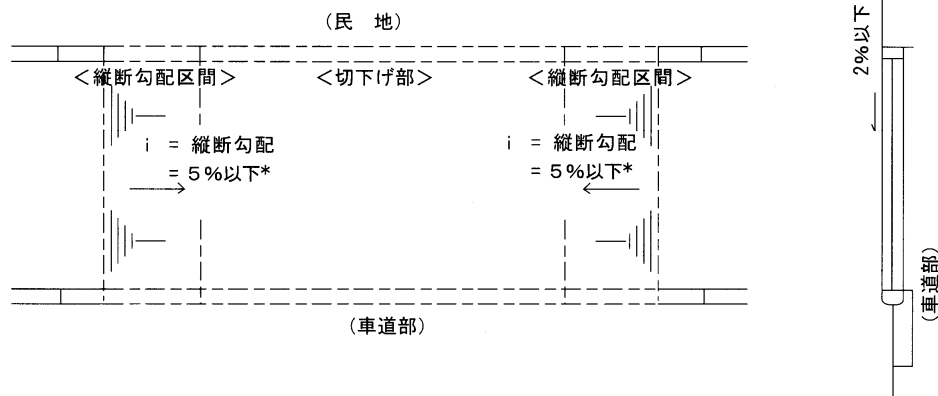 (民 地)
<縦断勾配区間>
<切下げ部>
<縦断勾配区間>
i = 縦断勾配
= 5%以下*
i = 縦断勾配
= 5%以下*
(車道部)
2%以下
(車道部)